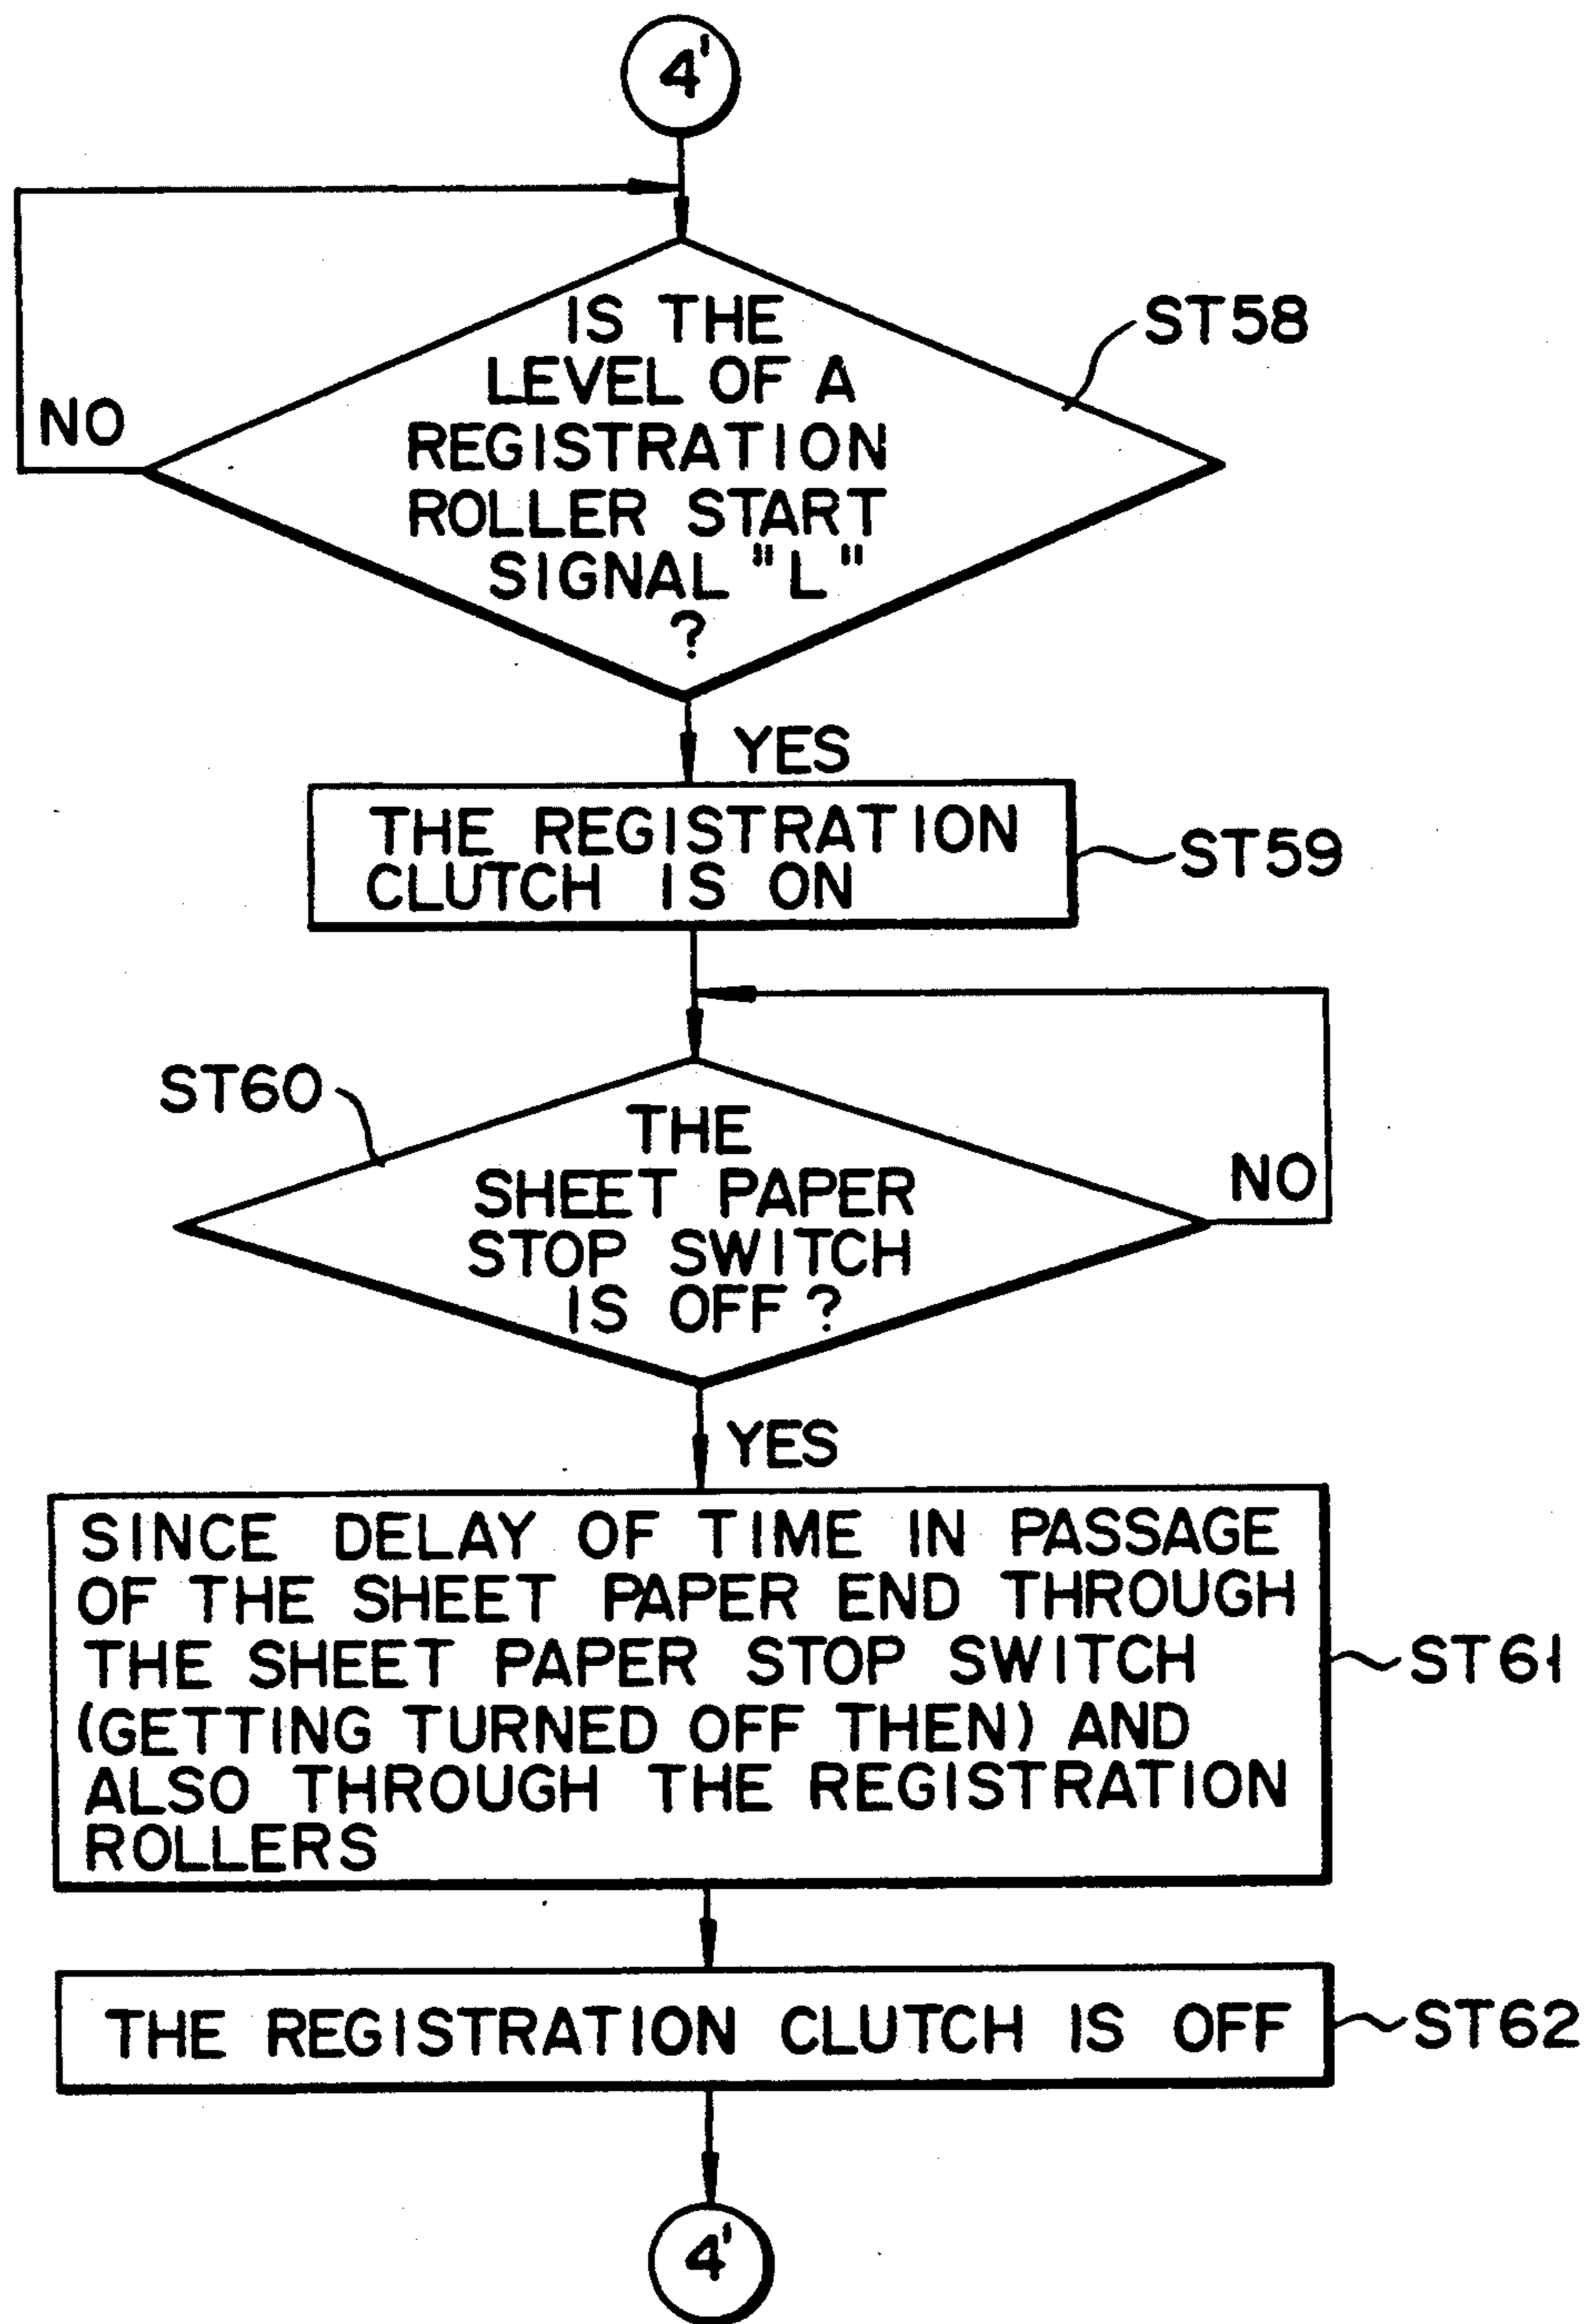 4'
IS THE
LEVEL OF A
REGISTRATION
ROLLER START
SIGNAL "L"
?
ST58
NO
YES
THE REGISTRATION
CLUTCH IS ON
ST59
ST60
THE
SHEET PAPER
STOP SWITCH
IS OFF?
NO
YES
SINCE DELAY OF TIME IN PASSAGE
OF THE SHEET PAPER END THROUGH
THE SHEET PAPER STOP SWITCH
(GETTING TURNED OFF THEN) AND
ALSO THROUGH THE REGISTRATION
ROLLERS
ST61
THE REGISTRATION CLUTCH IS OFF
ST62
4'